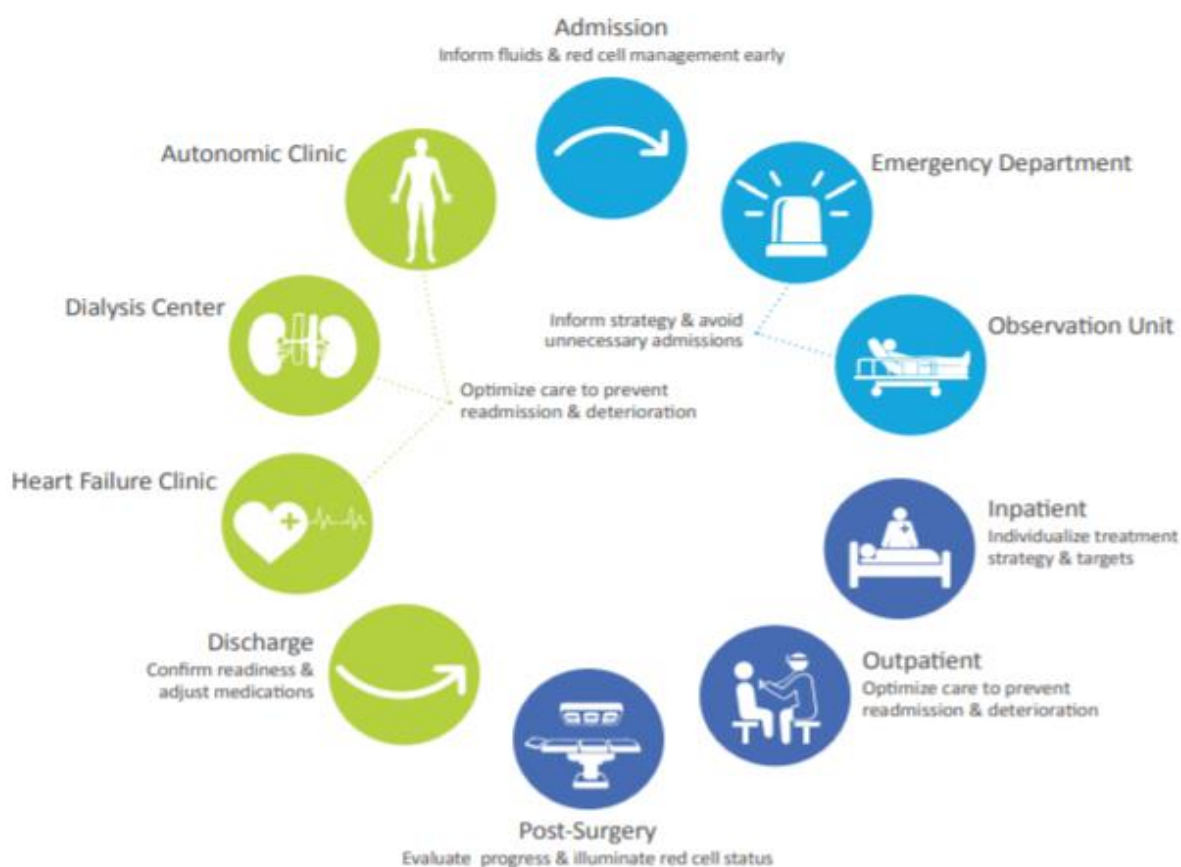 Admission
Inform fluids & red cell management early
Autonomic Clinic
Emergency Department
Dialysis Center
Inform strategy & avoid
unnecessary admissions
Observation Unit
Optimize care to prevent
readmission & deterioration
Heart Failure Clinic
Inpatient
Individualize treatment
strategy & targets
Discharge
Confirm readiness &
adjust medications
Outpatient
Optimize care to prevent
readmission & deterioration
Post-Surgery
Evaluate progress & illuminate red cell status